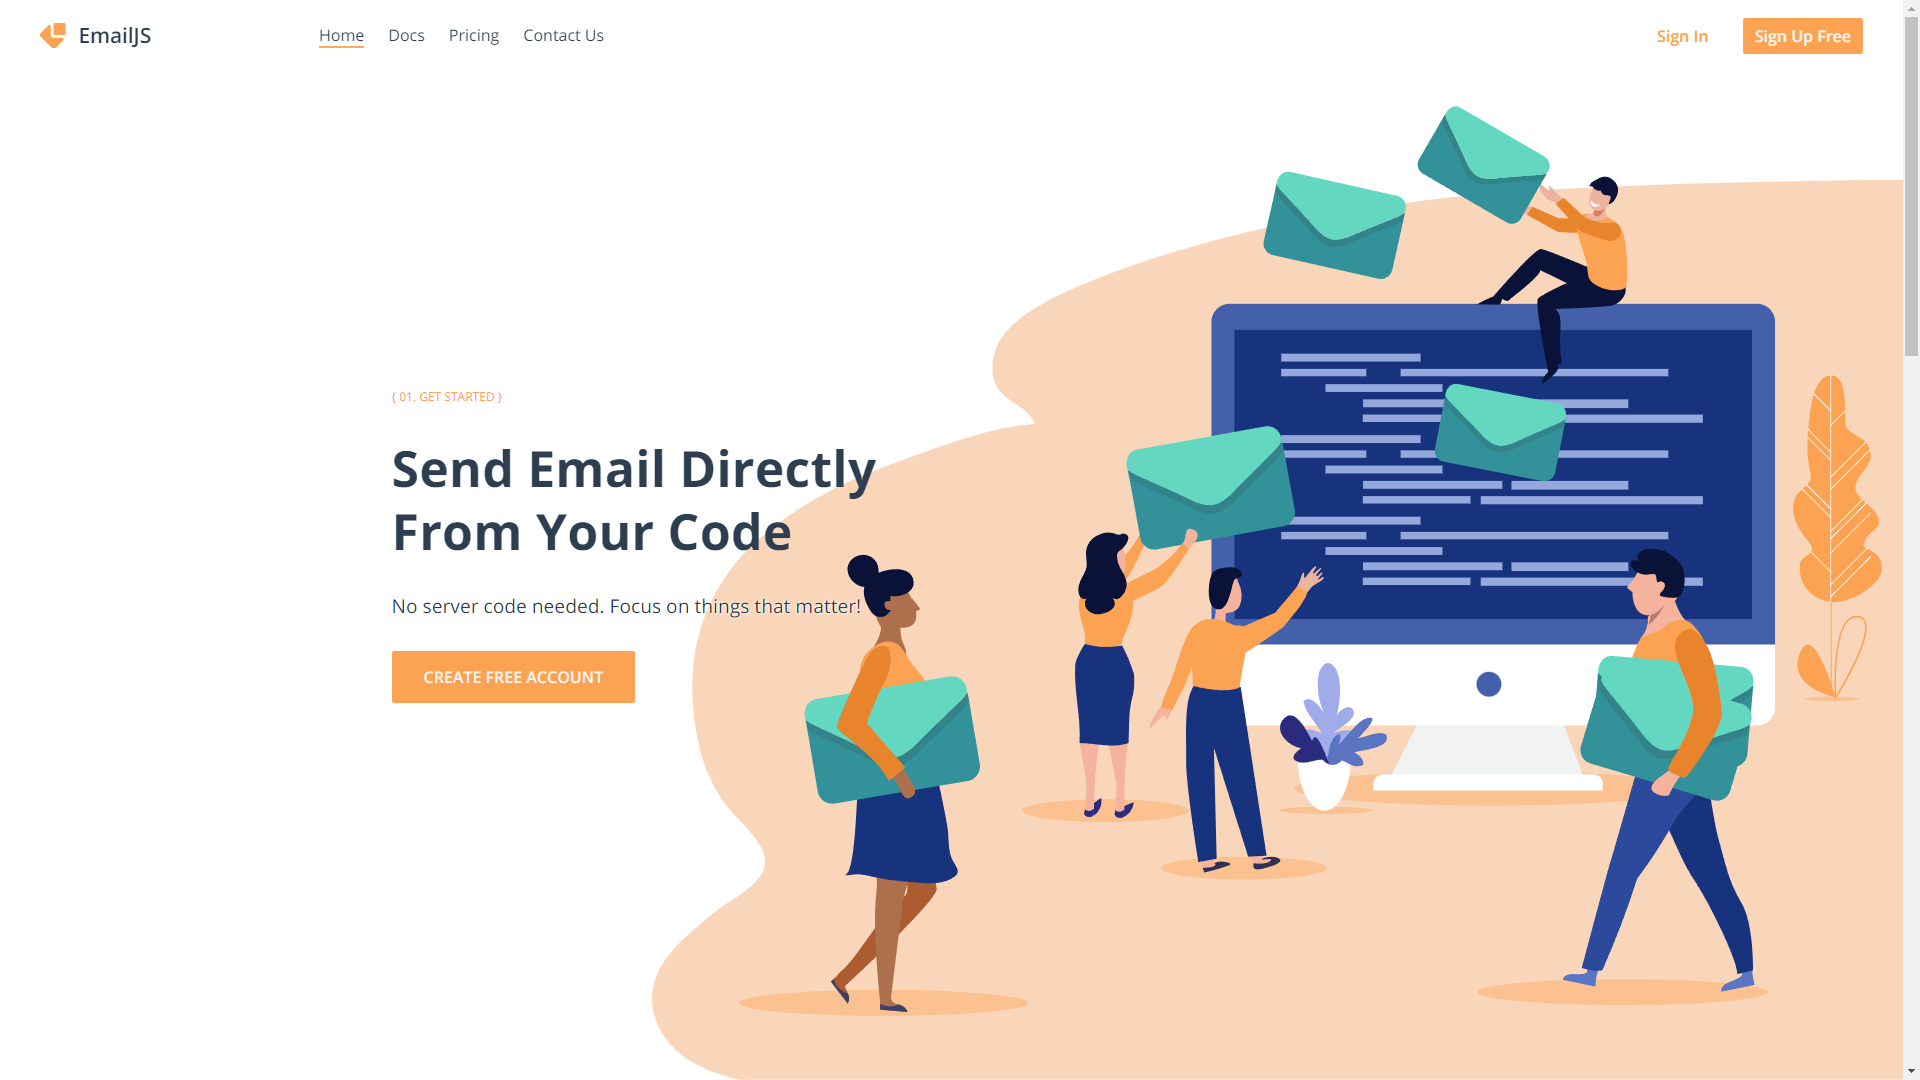 EmailJS
Home Docs Pricing Contact Us
Sign In
Sign Up Free
{ 01. GET STARTED }
Send Email Directly
From Your Code
No server code needed. Focus on things that matter!
CREATE FREE ACCOUNT